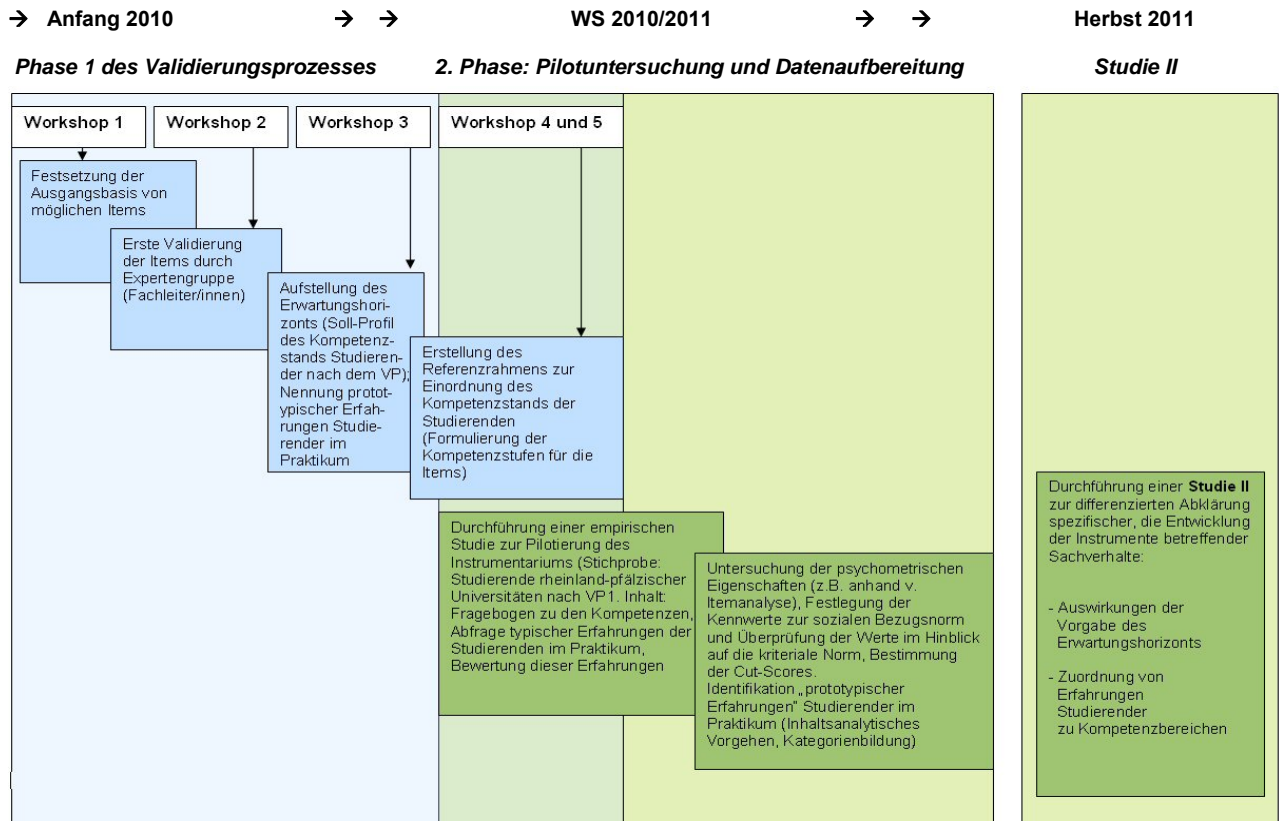 → Anfang 2010 → → WS 2010/2011 → → Herbst 2011
Phase 1 des Validierungsprozesses 2. Phase: Pilotuntersuchung und Datenaufbereitung Studie II
Workshop 1
Workshop 2
Workshop 3
Workshop 4 und 5
Festsetzung der
Ausgangsbasis von
möglichen Items
Erste Validierung
der Items durch
Expertengruppe
(Fachleiter/innen)
Aufstellung des
Erwartungshori-
zonts (Soll-Profil
des Kompetenz-
stands Studieren-
der nach dem VP);
Nennung protot-
ypischer Erfah-
rungen Studie-
render im
Praktikum
Erstellung des
Referenzrahmens zur
Einordnung des
Kompetenzstands der
Studierenden
(Formulierung der
Kompetenzstufen für die
Items)
Durchführung einer empirischen
Studie zur Pilotierung des
Instrumentariums (Stichprobe:
Studierende rheinland-pfälzischer
Universitäten nach VP1. Inhalt:
Fragebogen zu den Kompetenzen,
Abfrage typischer Erfahrungen der
Studierenden im Praktikum,
Bewertung dieser Erfahrungen
Untersuchung der psychometrischen
Eigenschaften (z.B. anhand v.
Itemanalyse), Festlegung der
Kennwerte zur sozialen Bezugsnorm
und Überprüfung der Werte im Hinblick
auf die kriteriale Norm, Bestimmung
der Cut-Scores.
Identifikation „prototypischer
Erfahrungen" Studierender im
Praktikum (Inhaltsanalytisches
Vorgehen, Kategorienbildung)
Durchführung einer Studie II
zur differenzierten Abklärung
spezifischer, die Entwicklung
der Instrumente betreffender
Sachverhalte:
- Auswirkungen der
Vorgabe des
Erwartungshorizonts
- Zuordnung von
Erfahrungen
Studierender
zu Kompetenzbereichen